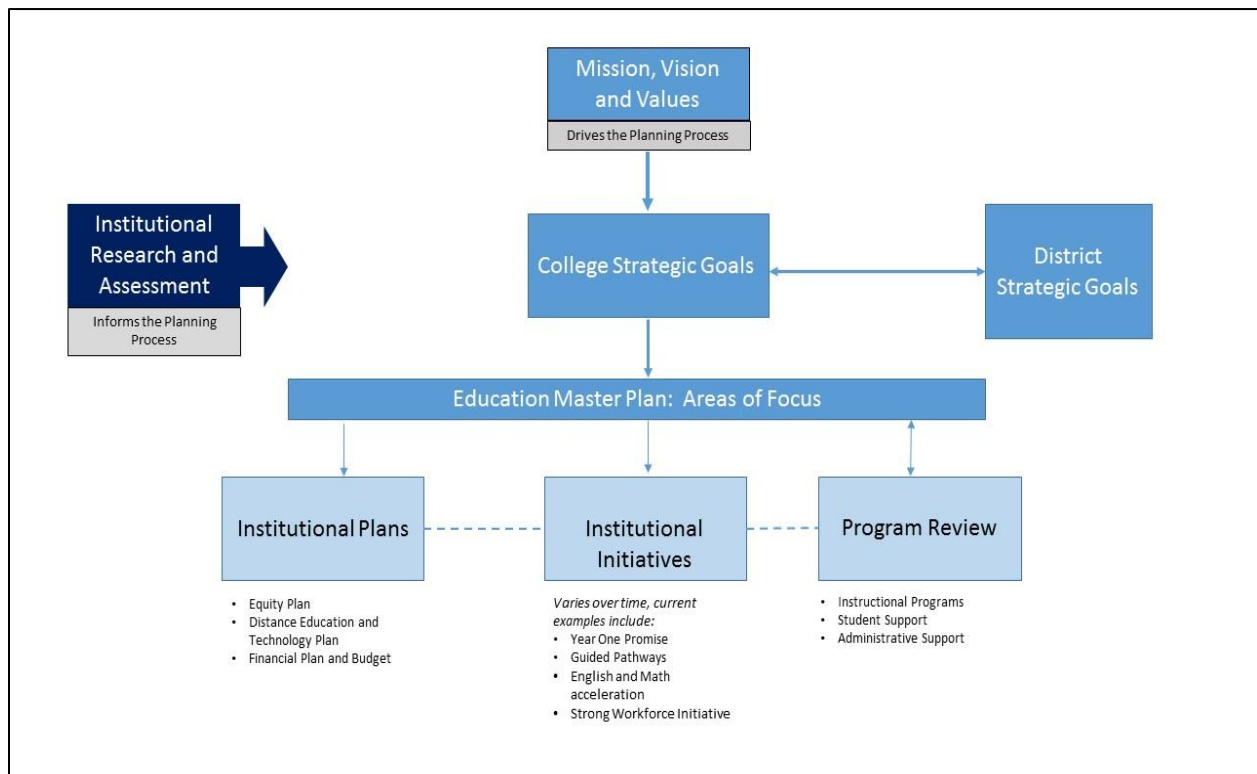 Mission, Vision
and Values
Drives the Planning Process
Institutional
Research and
Assessment
Informs the Planning
Process
College Strategic Goals
District
Strategic Goals
Education Master Plan: Areas of Focus
Institutional Plans
• Equity Plan
• Distance Education and
Technology Plan
• Financial Plan and Budget
Institutional
Initiatives
Varies over time, current
examples include:
• Year One Promise
• Guided Pathways
• English and Math
acceleration
• Strong Workforce Initiative
Program Review
• Instructional Programs
• Student Support
• Administrative Support